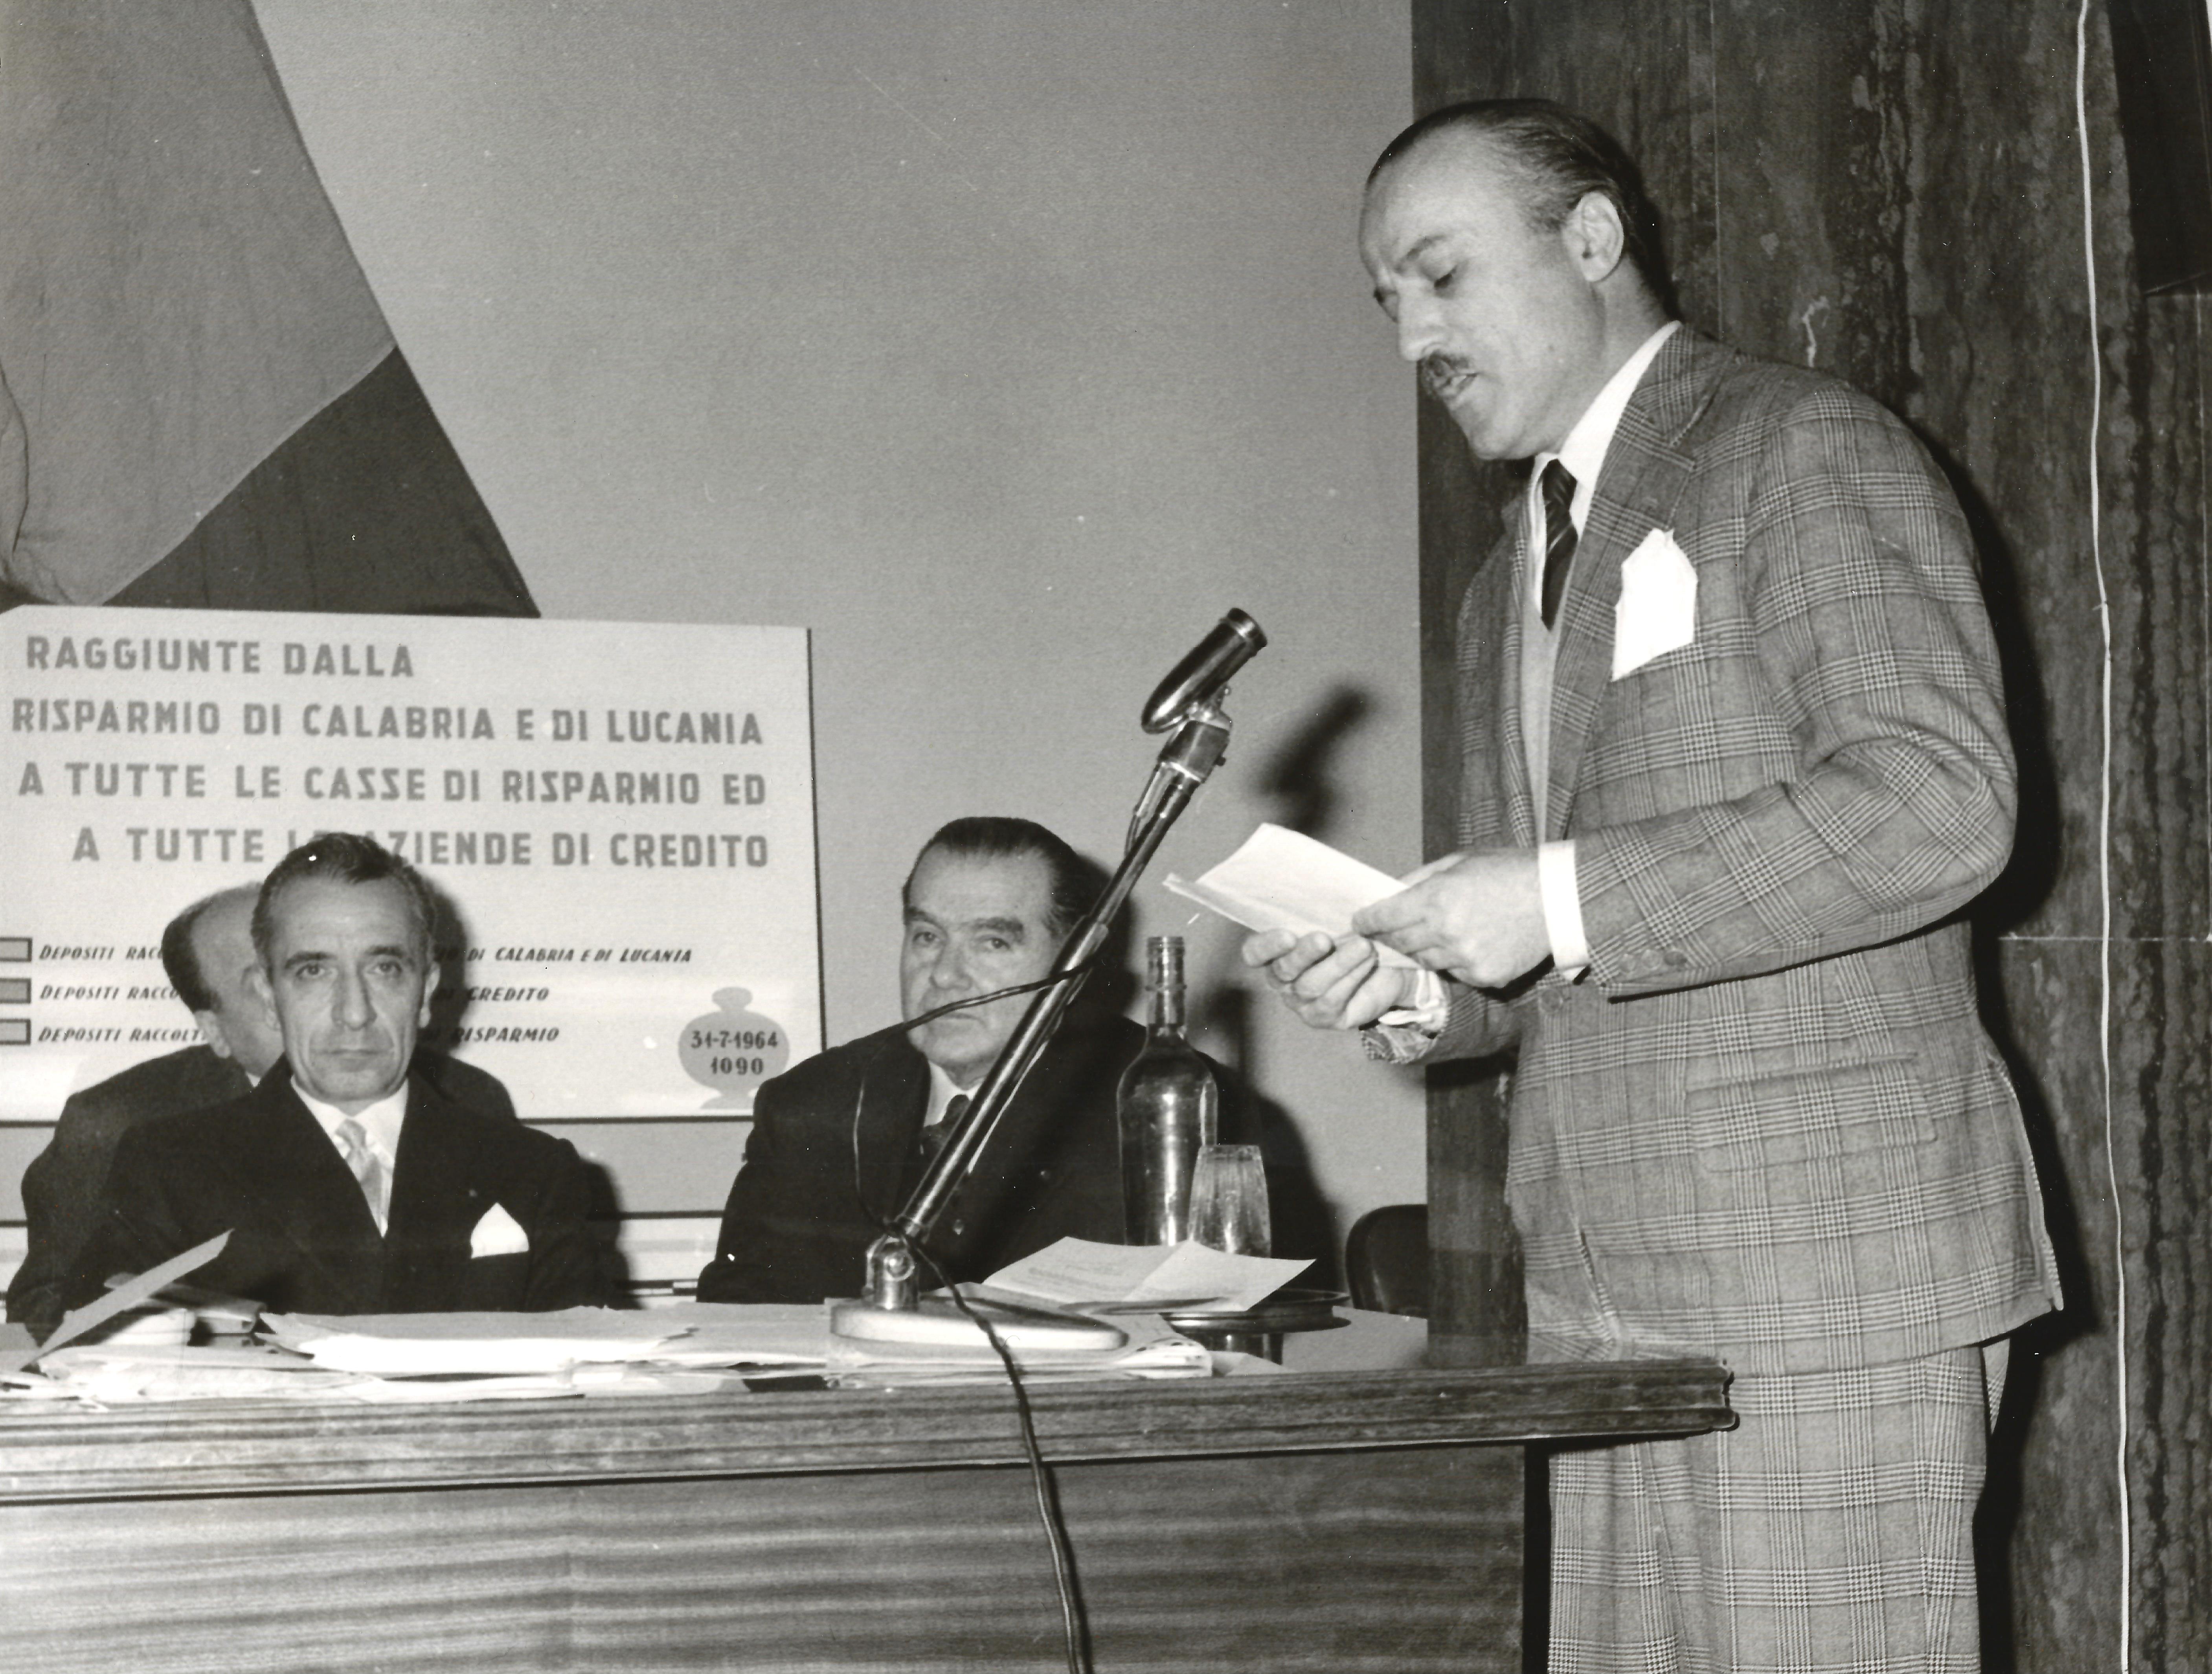 RAGGIUNTE DALLA
RISPARMIO DI CALABRIA E DI LUCANIA
A TUTTE LE CASSE DI RISPARMIO ED
A TUTTE AZIENDE DI CREDITO
DEPOSITI DI CALABRIA E DI LUCANIA
DEPOSITI CREDITO
DEPOSITI RISPARMIO
31-7-1964
1090